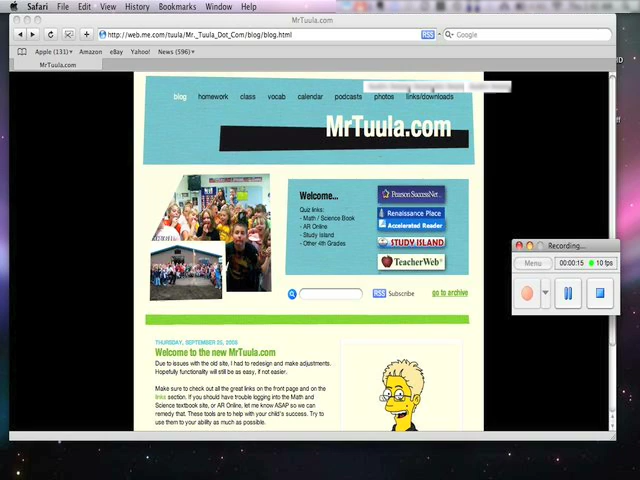 Safari File Edit View History Bookmarks Window
MrTuula.com
http://web.me.com/tuula/Mr._Tuula_Dot_Com/blog/blog.html RSS Google
Apple (131) Amazon eBay Yahoo! News (596)
MrTuula.com
blog homework class vocab calendar podcasts photos links/downloads
MrTuula.com
Welcome...
Quiz links:
- Math / Science Book
- AR Online
- Study Island
- Other 4th Grades
Pearson SuccessNet
Renaissance Place
Accelerated Reader
STUDY ISLAND
TeacherWeb
RSS Subscribe go to archive
Recording...
Menu 00:00:15 10 fps
THURSDAY, SEPTEMBER 25, 2008
Welcome to the new MrTuula.com
Due to issues with the old site, I had to redesign and make adjustments.
Hopefully functionality will still be as easy, if not easier.
Make sure to check out all the great links on the front page and on the
links section. If you should have trouble logging into the Math and
Science textbook site, or AR Online, let me know ASAP so we can
remedy that. These tools are to help with your child's success. Try to
use them to your ability as much as possible.